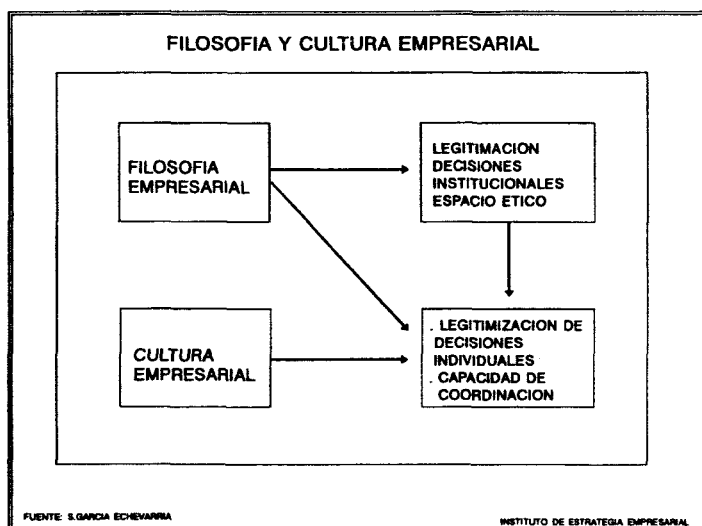 FILOSOFIA Y CULTURA EMPRESARIAL
FILOSOFIA
EMPRESARIAL
LEGITIMACION
DECISIONES
INSTITUCIONALES
ESPACIO ETICO
CULTURA
EMPRESARIAL
. LEGITIMIZACION DE
DECISIONES
INDIVIDUALES
. CAPACIDAD DE
COORDINACION
FUENTE: S.GARCIA ECHEVARRIA
INSTITUTO DE ESTRATEGIA EMPRESARIAL